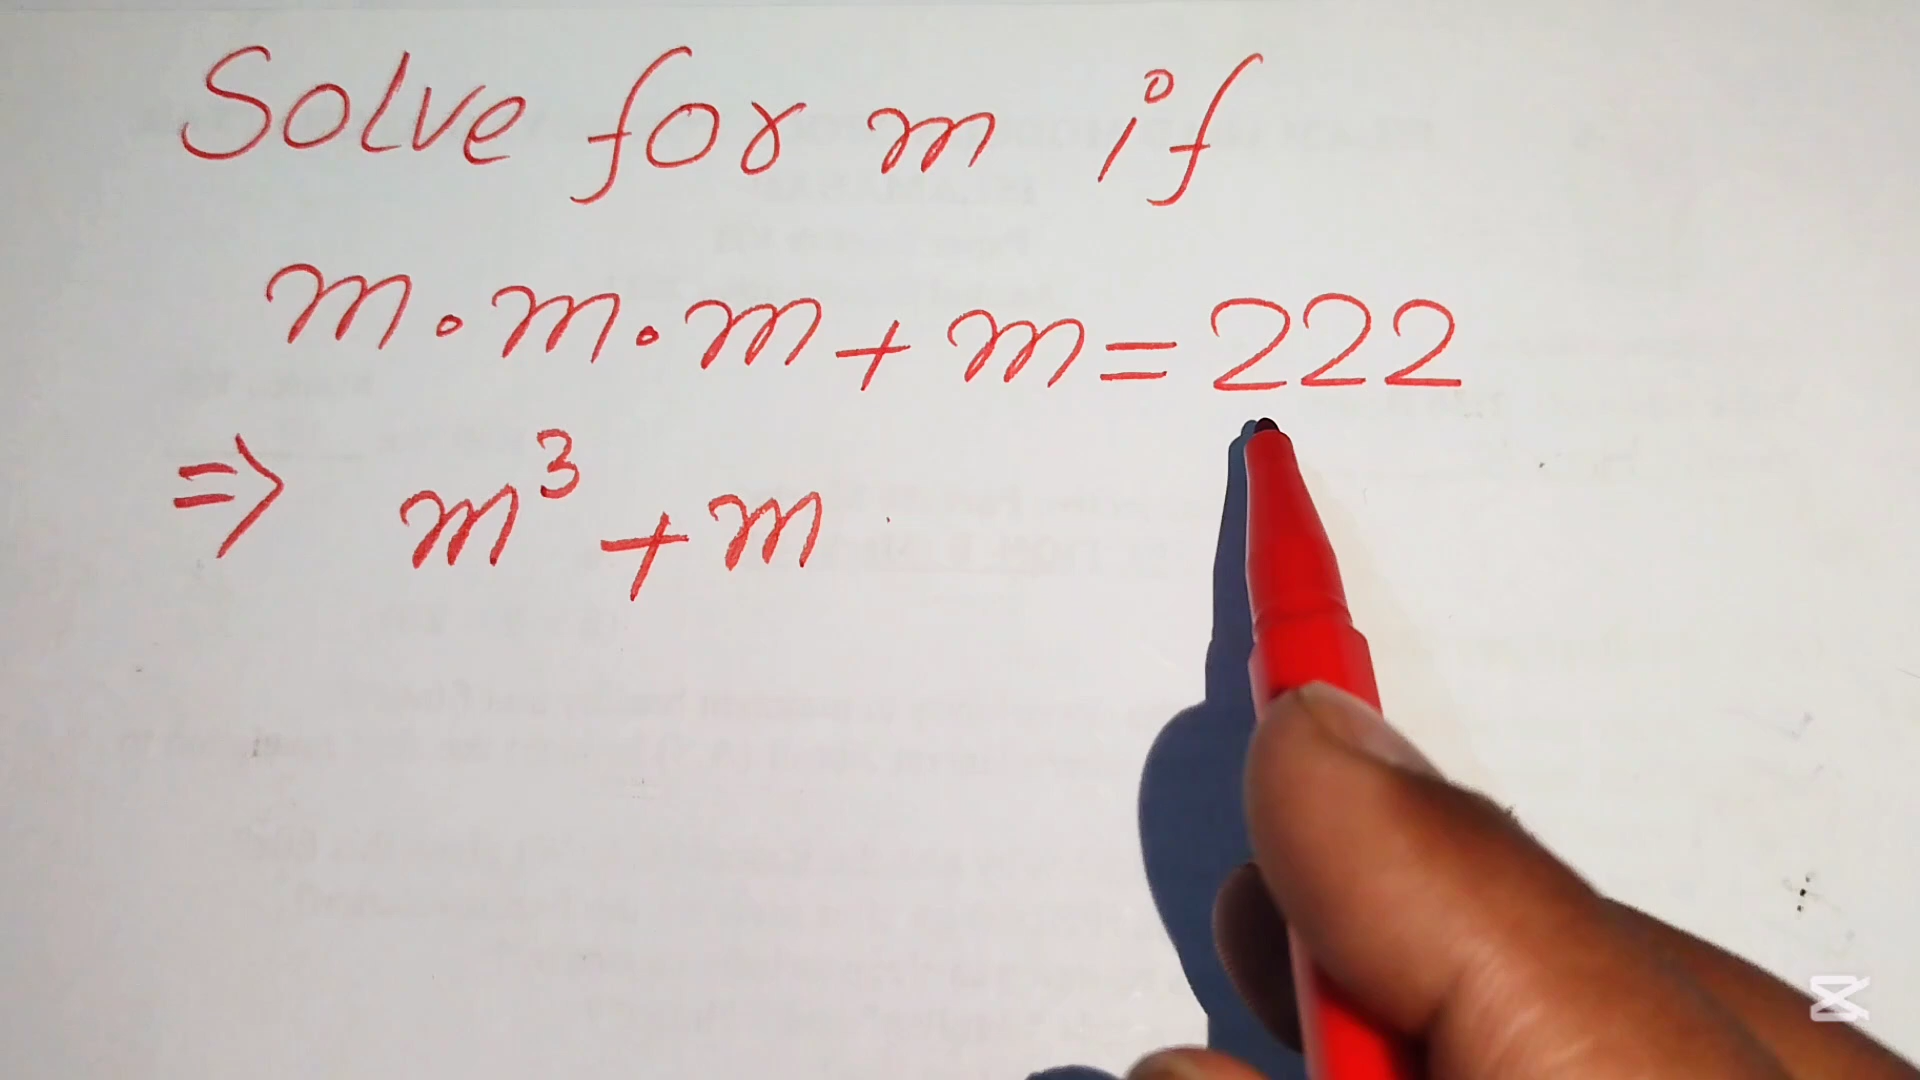 Solve for m if
m · m · m + m = 222
⇒ m³ + m